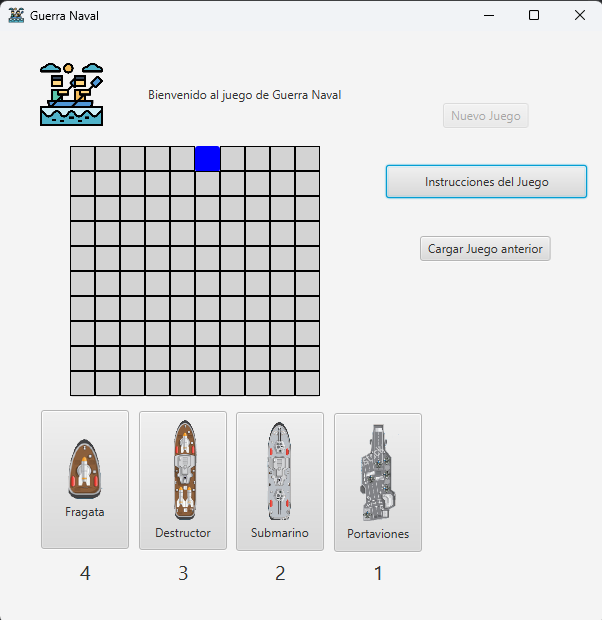 Guerra Naval
Bienvenido al juego de Guerra Naval
Nuevo Juego
Instrucciones del Juego
Cargar Juego anterior
Fragata
Destructor
Submarino
Portaviones
4
3
2
1